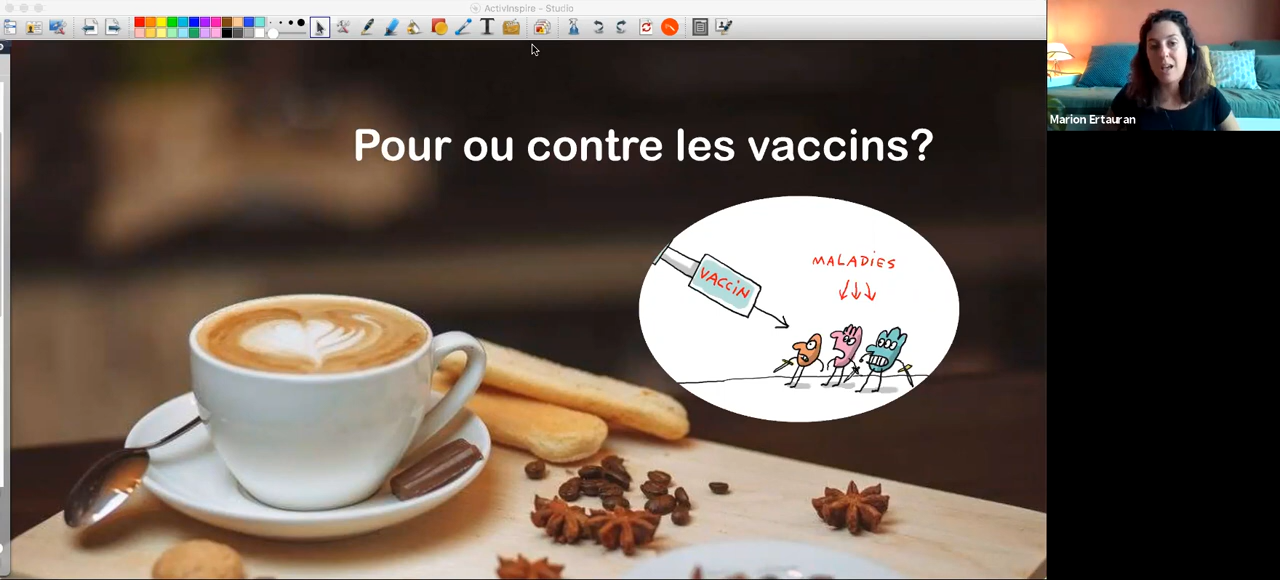 ActivInspire - Studio
Marion Ertauran
Pour ou contre les vaccins?
VACCIN
MALADIES